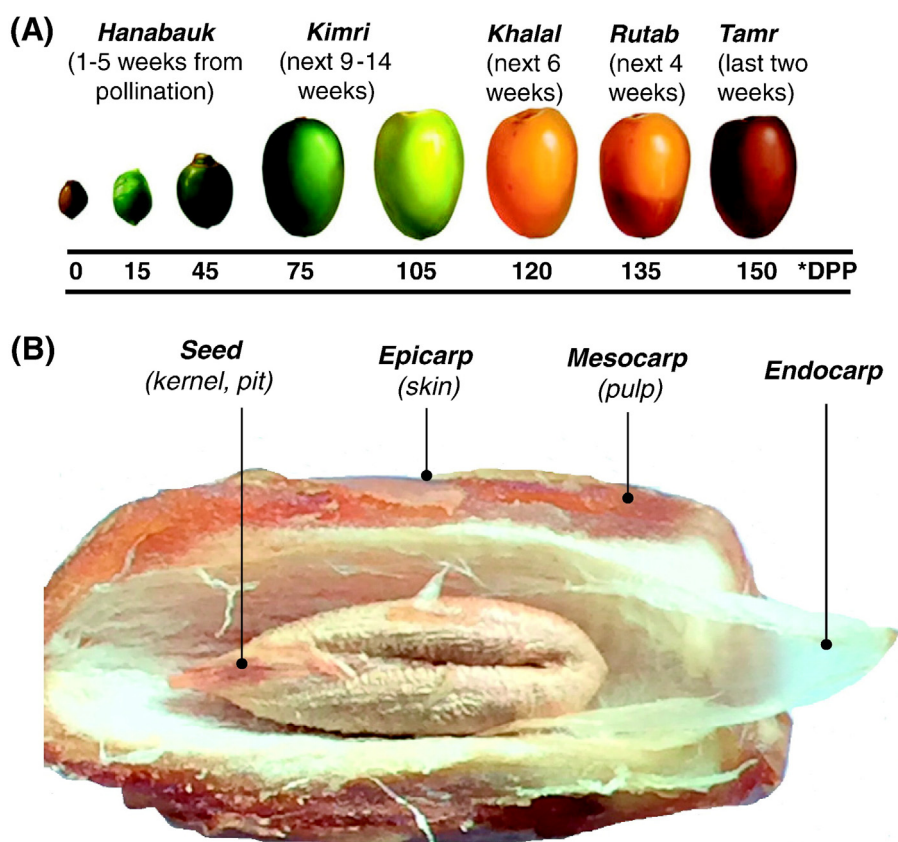 (A)
Hanabauk
(1-5 weeks from
pollination)
Kimri
(next 9-14
weeks)
Khalal
(next 6
weeks)
Rutab
(next 4
weeks)
Tamr
(last two
weeks)
0 15 45 75 105 120 135 150 *DPP
(B)
Seed
(kernel, pit)
Epicarp
(skin)
Mesocarp
(pulp)
Endocarp